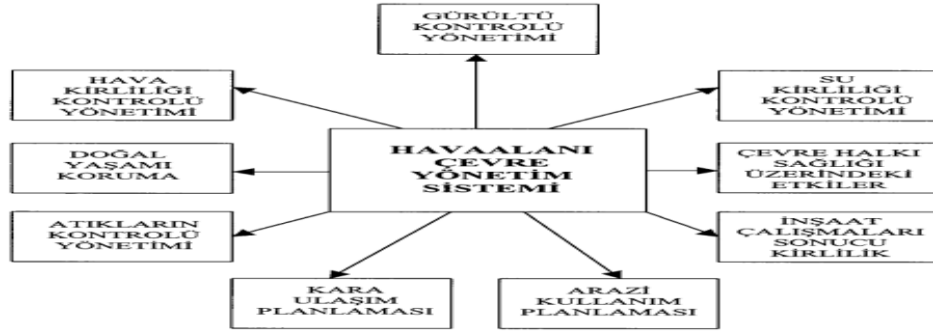 GÜRÜLTÜ
KONTROLÜ
YÖNETİMİ
HAVA
KİRLİLİĞİ
KONTROLÜ
YÖNETİMİ
SU
KİRLİLİĞİ
KONTROLÜ
YÖNETİMİ
HAVAALANI
ÇEVRE
YÖNETİM
SİSTEMİ
DOĞAL
YAŞAMI
KORUMA
ÇEVRE HALKI
SAĞLIĞI
ÜZERİNDEKİ
ETKİLER
ATIKLARIN
KONTROLÜ
YÖNETİMİ
İNŞAAT
ÇALIŞMALARI
SONUCU
KİRLİLİK
KARA
ULAŞIM
PLANLAMASI
ARAZİ
KULLANIM
PLANLAMASI